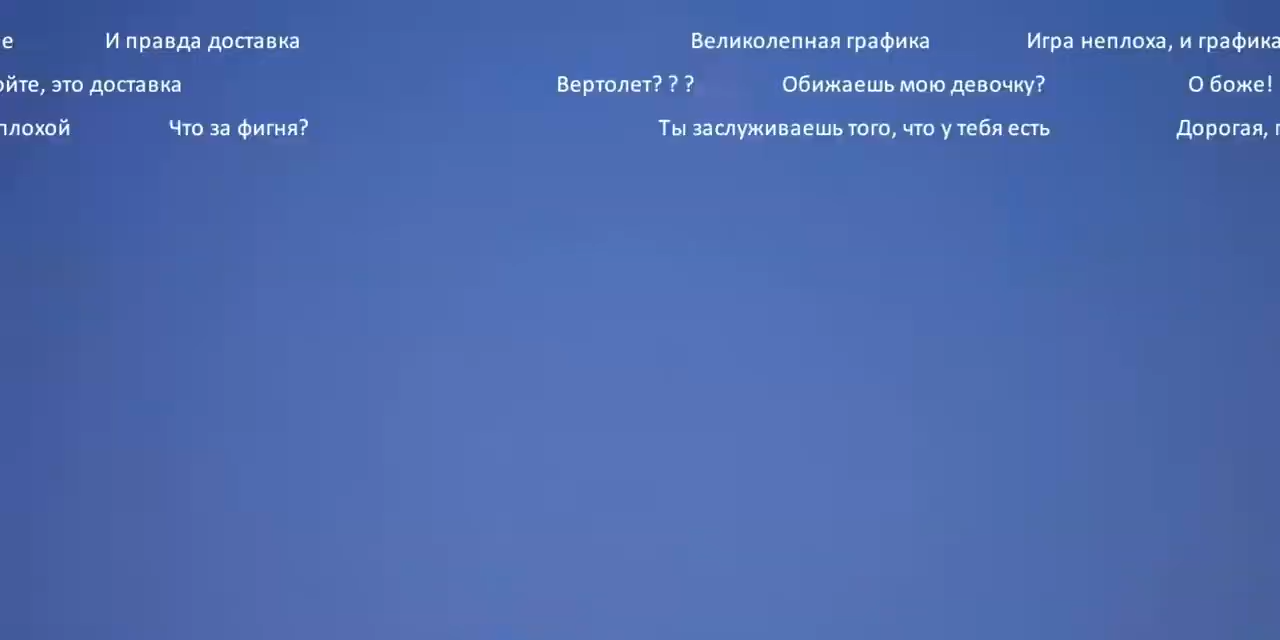 е И правда доставка Великолепная графика Игра неплоха, и графика
ойте, это доставка Вертолет? ? ? Обижаешь мою девочку? О боже!
плохой Что за фигня? Ты заслуживаешь того, что у тебя есть Дорогая,